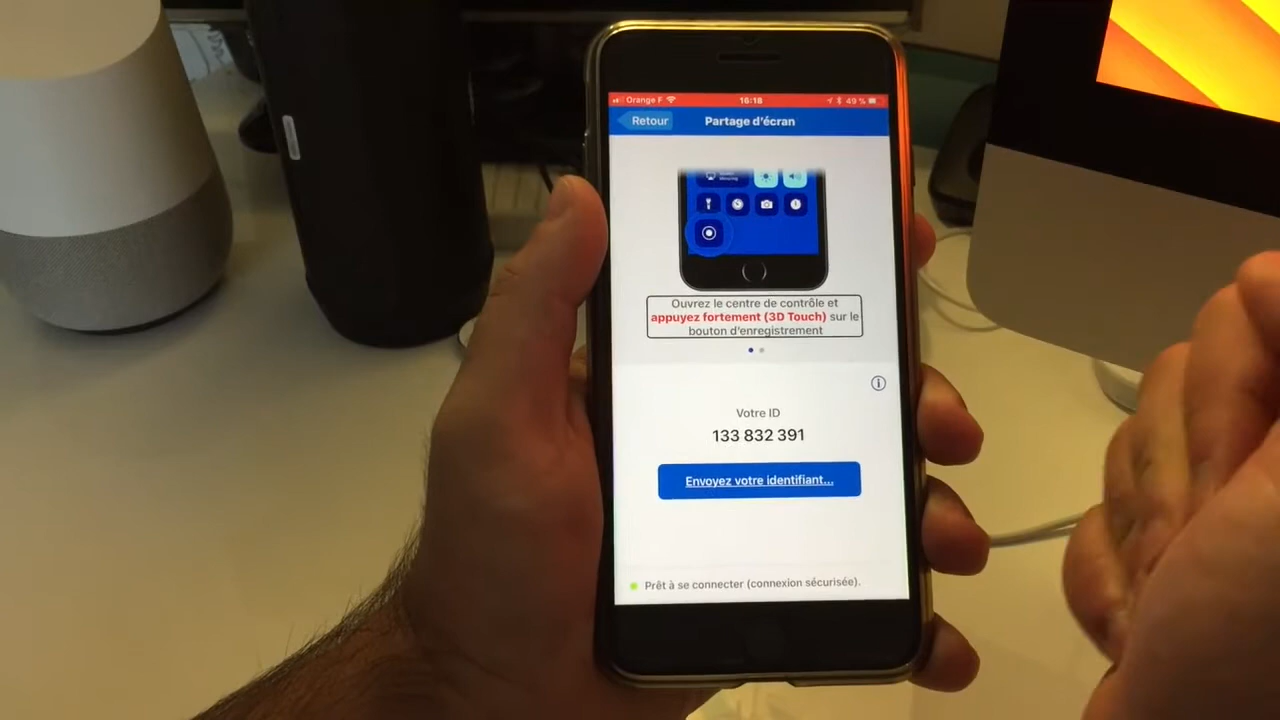 Orange F 16:18 49 %
Retour Partage d'écran
Ouvrez le centre de contrôle et
appuyez fortement (3D Touch) sur le
bouton d'enregistrement
Votre ID
133 832 391
Envoyez votre identifiant...
Prêt à se connecter (connexion sécurisée).